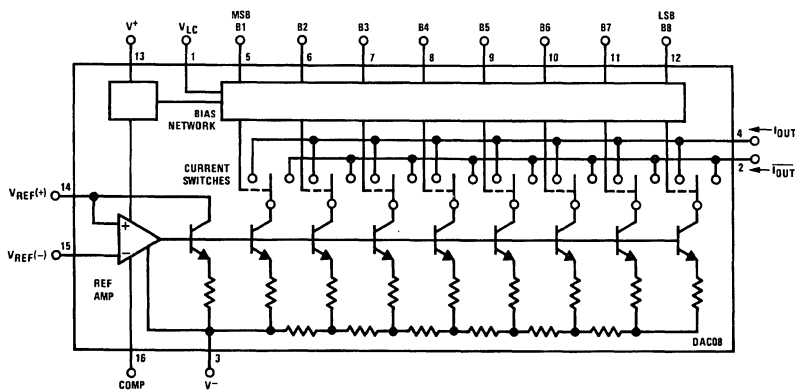 MSB LSB
V+ VLC B1 B2 B3 B4 B5 B6 B7 B8
13 1 5 6 7 8 9 10 11 12
BIAS
NETWORK
4 IOUT
CURRENT
SWITCHES
2 IOUT
VREF(+) 14
+
15
VREF(−) −
REF
AMP
DAC08
16 3
COMP V−